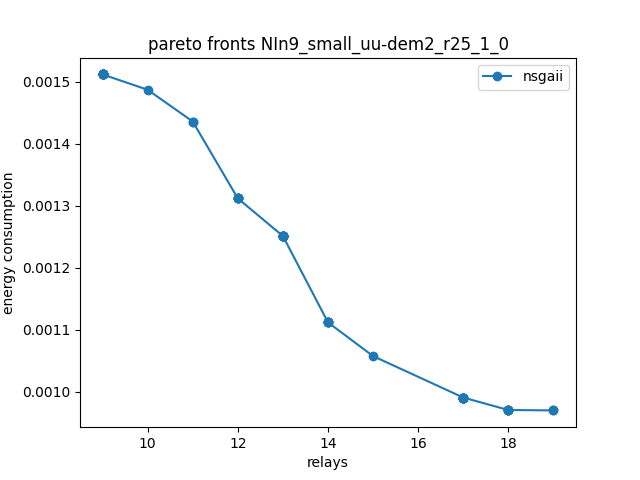 pareto fronts NIn9_small_uu-dem2_r25_1_0
nsgaii
energy consumption
0.0015
0.0014
0.0013
0.0012
0.0011
0.0010
10 12 14 16 18
relays